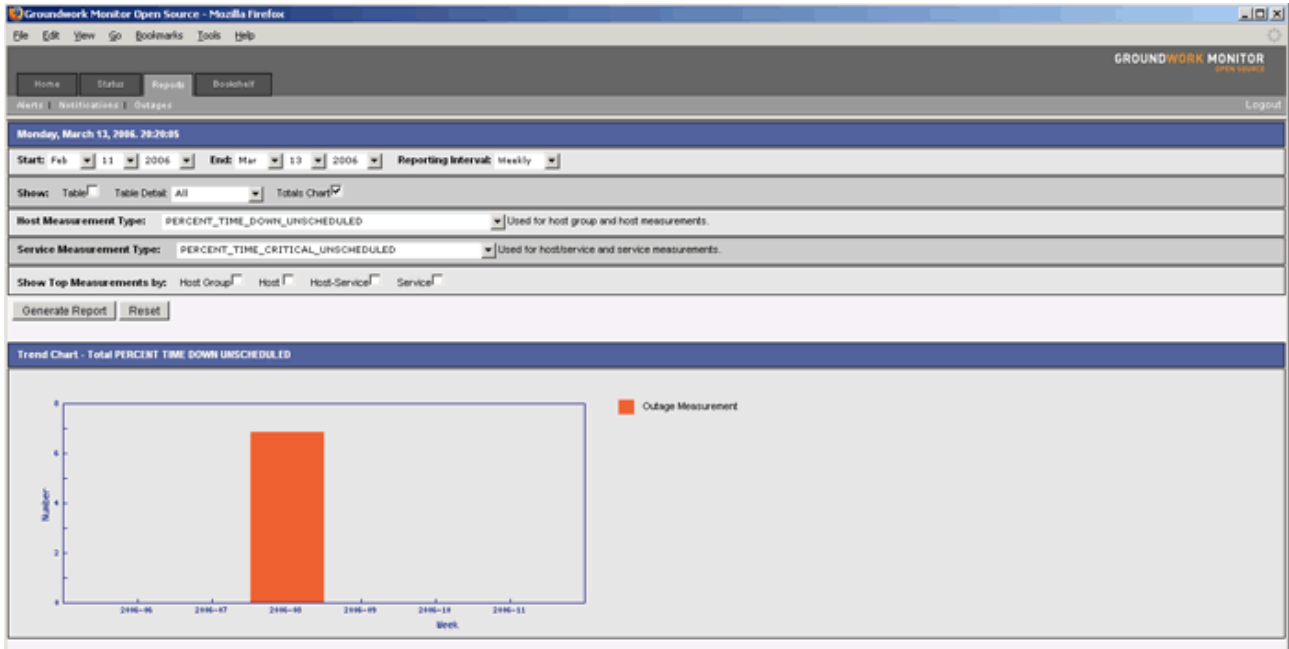 Groundwork Monitor Open Source - Mozilla Firefox
File Edit View Go Bookmarks Tools Help
GROUNDWORK MONITOR
OPEN SOURCE
Home Status Reports Bookshelf
Alerts | Notifications | Outages Logout
Monday, March 13, 2006. 20:20:05
Start: Feb 11 2006 End: Mar 13 2006 Reporting Interval: Weekly
Show: Table Table Detail: All Totals Chart
Host Measurement Type: PERCENT_TIME_DOWN_UNSCHEDULED Used for host group and host measurements.
Service Measurement Type: PERCENT_TIME_CRITICAL_UNSCHEDULED Used for host/service and service measurements.
Show Top Measurements by: Host Group Host Host-Service Service
Generate Report Reset
Trend Chart - Total PERCENT TIME DOWN UNSCHEDULED
Outage Measurement
8
6
4
2
0
Number
2006-06 2006-07 2006-08 2006-09 2006-10 2006-11
Week